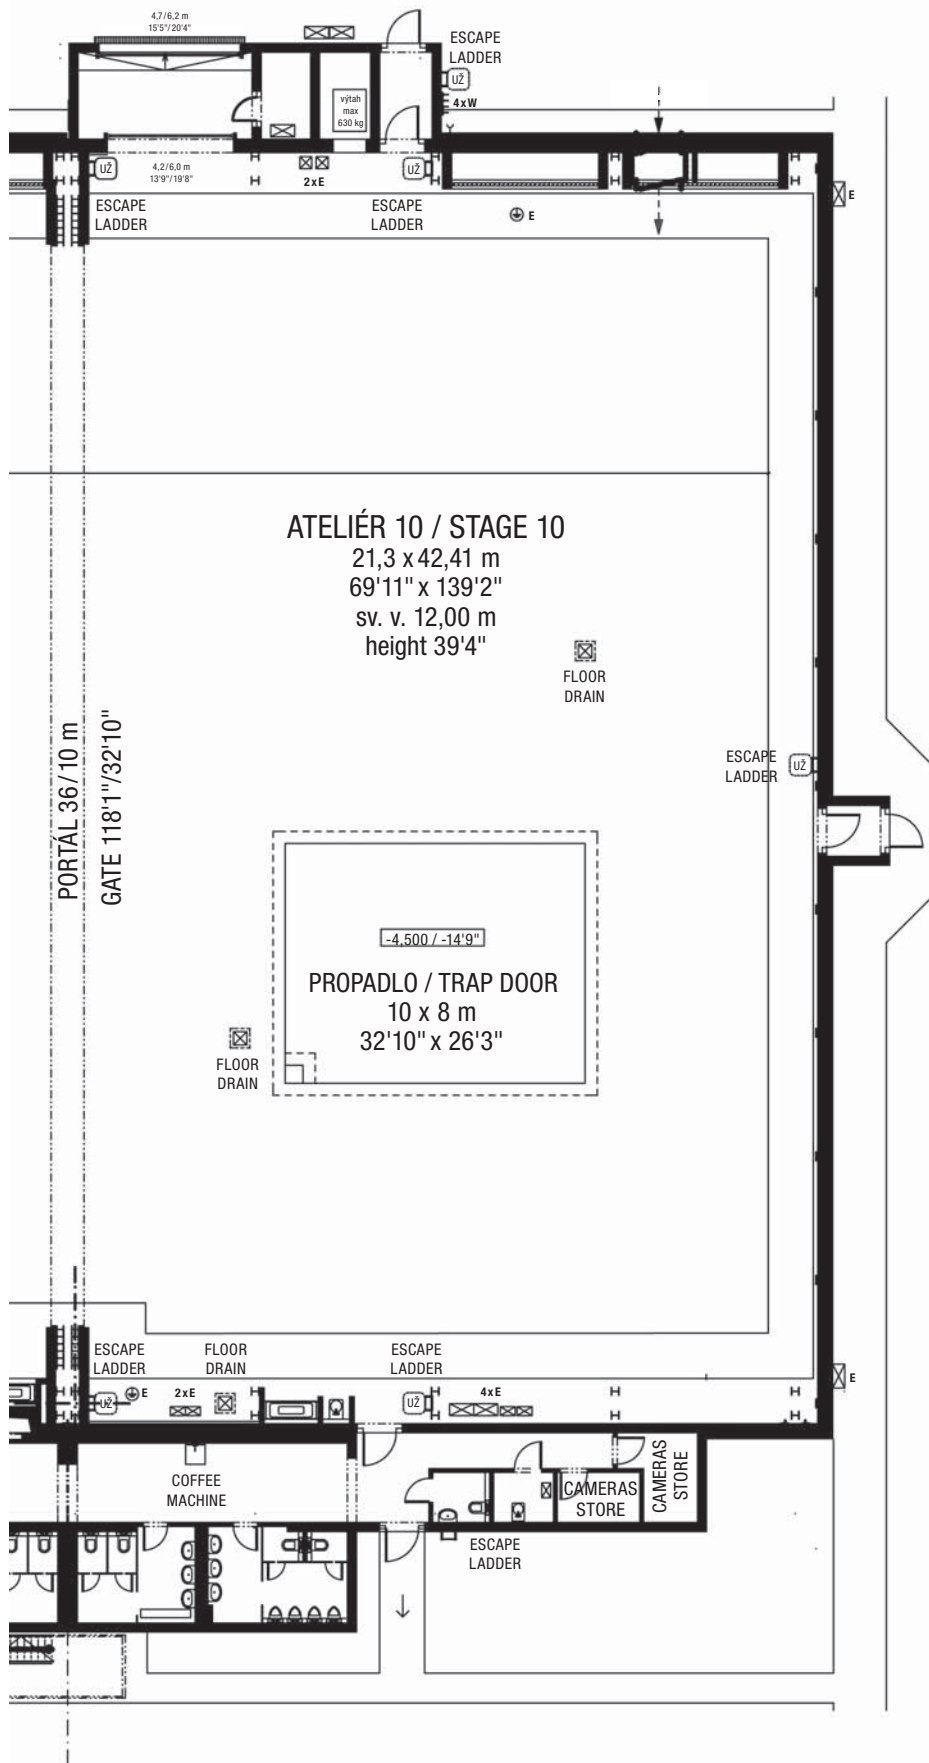 4,7/6,2 m
15'5"/20'4"
ESCAPE
LADDER
UŽ
4xW
výtah
max
630 kg
UŽ
4,2/6,0 m
13'9"/19'8"
2xE
UŽ
ESCAPE
LADDER
ESCAPE
LADDER
E
E
ATELIÉR 10 / STAGE 10
21,3 x 42,41 m
69'11" x 139'2"
sv. v. 12,00 m
height 39'4"
FLOOR
DRAIN
PORTÁL 36/10 m
GATE 118'1"/32'10"
ESCAPE
LADDER
UŽ
-4,500 / -14'9"
PROPADLO / TRAP DOOR
10 x 8 m
32'10" x 26'3"
FLOOR
DRAIN
ESCAPE
LADDER
FLOOR
DRAIN
ESCAPE
LADDER
UŽ
E
2xE
UŽ
4xE
E
COFFEE
MACHINE
CAMERAS
STORE
CAMERAS
STORE
ESCAPE
LADDER